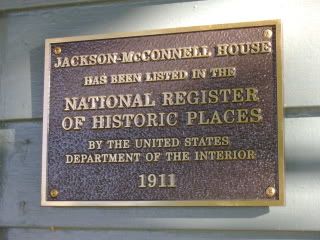 JACKSON-McCONNELL HOUSE
HAS BEEN LISTED IN THE
NATIONAL REGISTER
OF HISTORIC PLACES
BY THE UNITED STATES
DEPARTMENT OF THE INTERIOR
1911